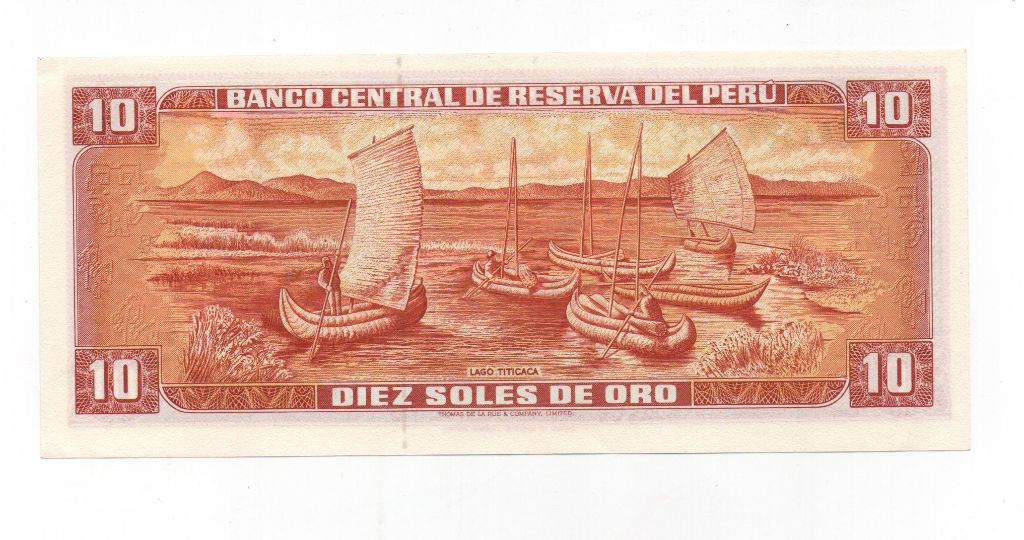 10 BANCO CENTRAL DE RESERVA DEL PERÚ 10
LAGO TITICACA
10 DIEZ SOLES DE ORO 10
THOMAS DE LA RUE & COMPANY, LIMITED.